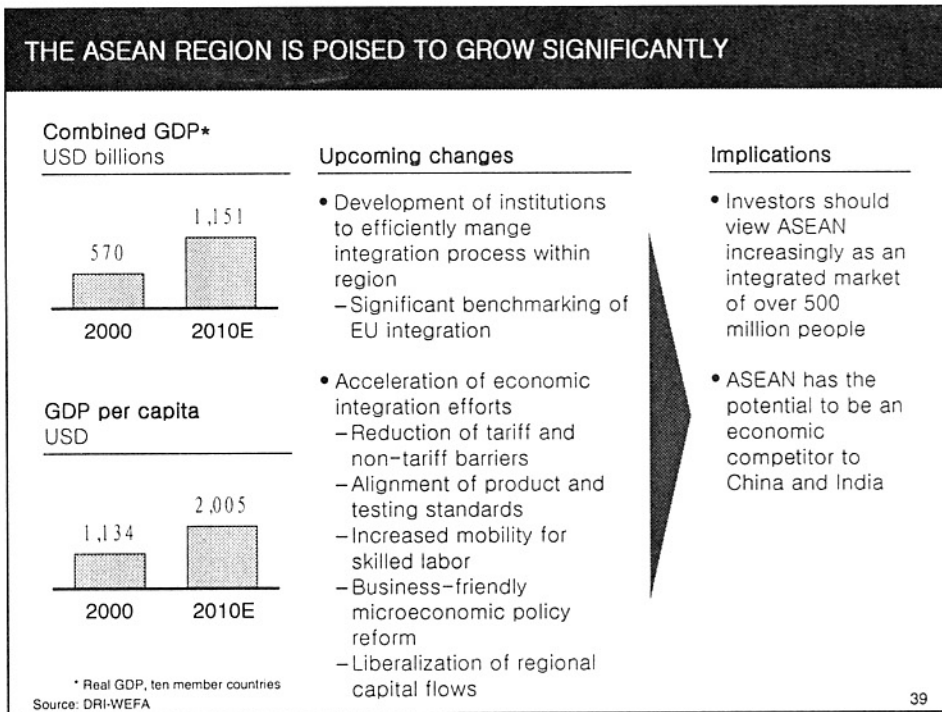 THE ASEAN REGION IS POISED TO GROW SIGNIFICANTLY
Combined GDP*
USD billions
570
1,151
2000 2010E
GDP per capita
USD
1,134
2,005
2000 2010E
* Real GDP, ten member countries
Source: DRI-WEFA
Upcoming changes
• Development of institutions
to efficiently mange
integration process within
region
–Significant benchmarking of
EU integration
• Acceleration of economic
integration efforts
–Reduction of tariff and
non-tariff barriers
–Alignment of product and
testing standards
–Increased mobility for
skilled labor
–Business-friendly
microeconomic policy
reform
–Liberalization of regional
capital flows
Implications
• Investors should
view ASEAN
increasingly as an
integrated market
of over 500
million people
• ASEAN has the
potential to be an
economic
competitor to
China and India
39